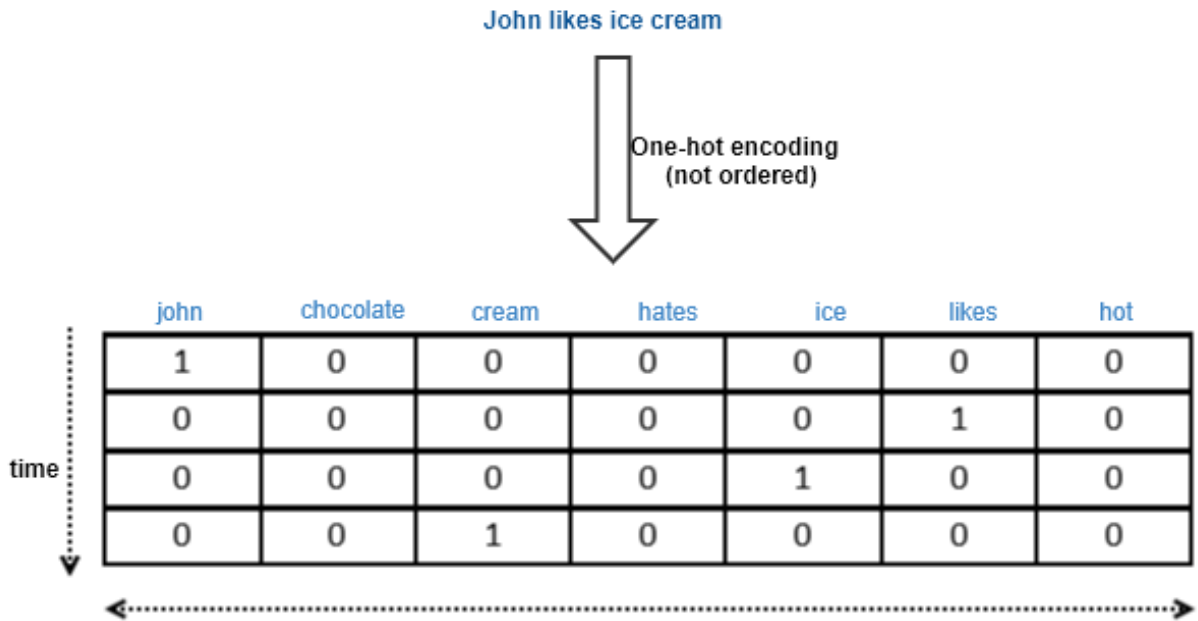 John likes ice cream
One-hot encoding
(not ordered)
john chocolate cream hates ice likes hot
1 0 0 0 0 0 0
0 0 0 0 0 1 0
time
0 0 0 0 1 0 0
0 0 1 0 0 0 0